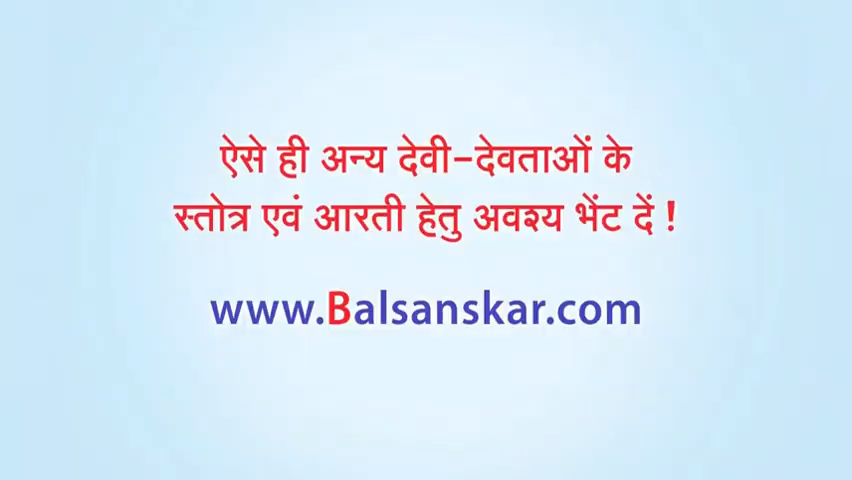 ऐसे ही अन्य देवी-देवताओं के
स्तोत्र एवं आरती हेतु अवश्य भेंट दें !
www.Balsanskar.com